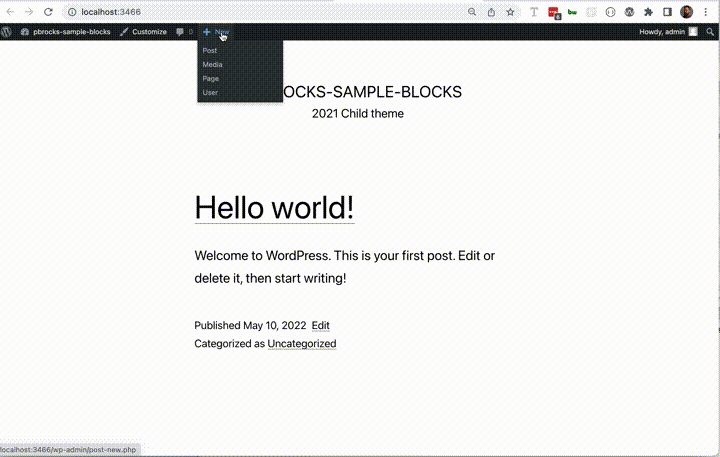 localhost:3466
pbrocks-sample-blocks Customize 0 New Howdy, admin
Post
Media
Page
User
OCKS-SAMPLE-BLOCKS
2021 Child theme
Hello world!
Welcome to WordPress. This is your first post. Edit or
delete it, then start writing!
Published May 10, 2022 Edit
Categorized as Uncategorized
localhost:3466/wp-admin/post-new.php